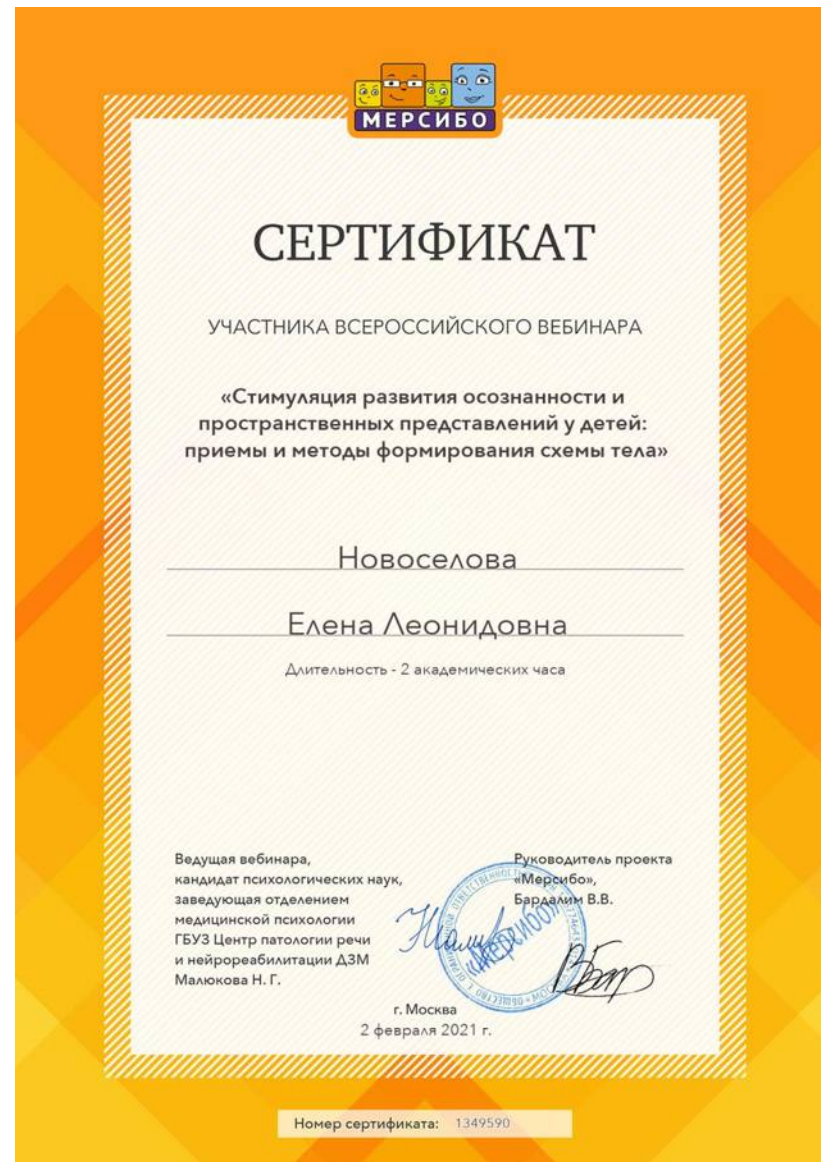 МЕРСИБО
СЕРТИФИКАТ
УЧАСТНИКА ВСЕРОССИЙСКОГО ВЕБИНАРА
«Стимуляция развития осознанности и
пространственных представлений у детей:
приемы и методы формирования схемы тела»
Новоселова
Елена Леонидовна
Длительность - 2 академических часа
Ведущая вебинара,
кандидат психологических наук,
заведующая отделением
медицинской психологии
ГБУЗ Центр патологии речи
и нейрореабилитации ДЗМ
Малюкова Н. Г.
Руководитель проекта
«Мерсибо»,
Бардалим В.В.
«Мерсибо»
г. Москва
2 февраля 2021 г.
Номер сертификата: 1349590